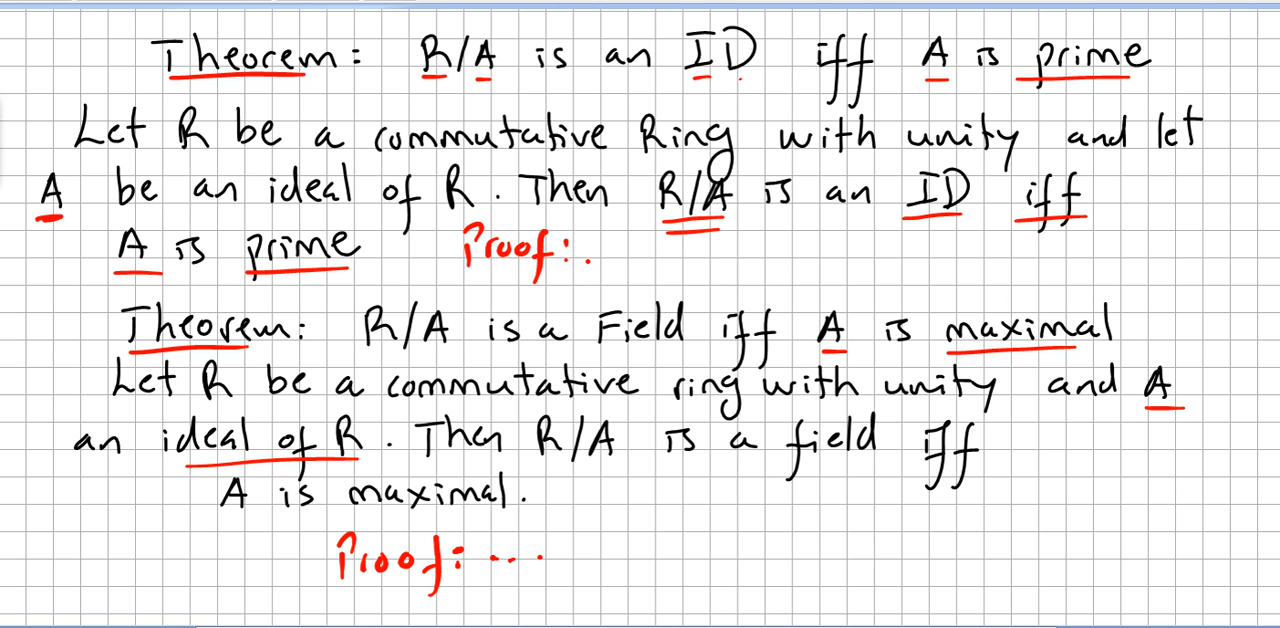 Theorem: R/A is an ID iff A is prime
Let R be a commutative Ring with unity and let
A be an ideal of R. Then R/A is an ID iff
A is prime Proof:.
Theorem: R/A is a Field iff A is maximal
Let R be a commutative ring with unity and A
an ideal of R. Then R/A is a field iff
A is maximal.
Proof: ...